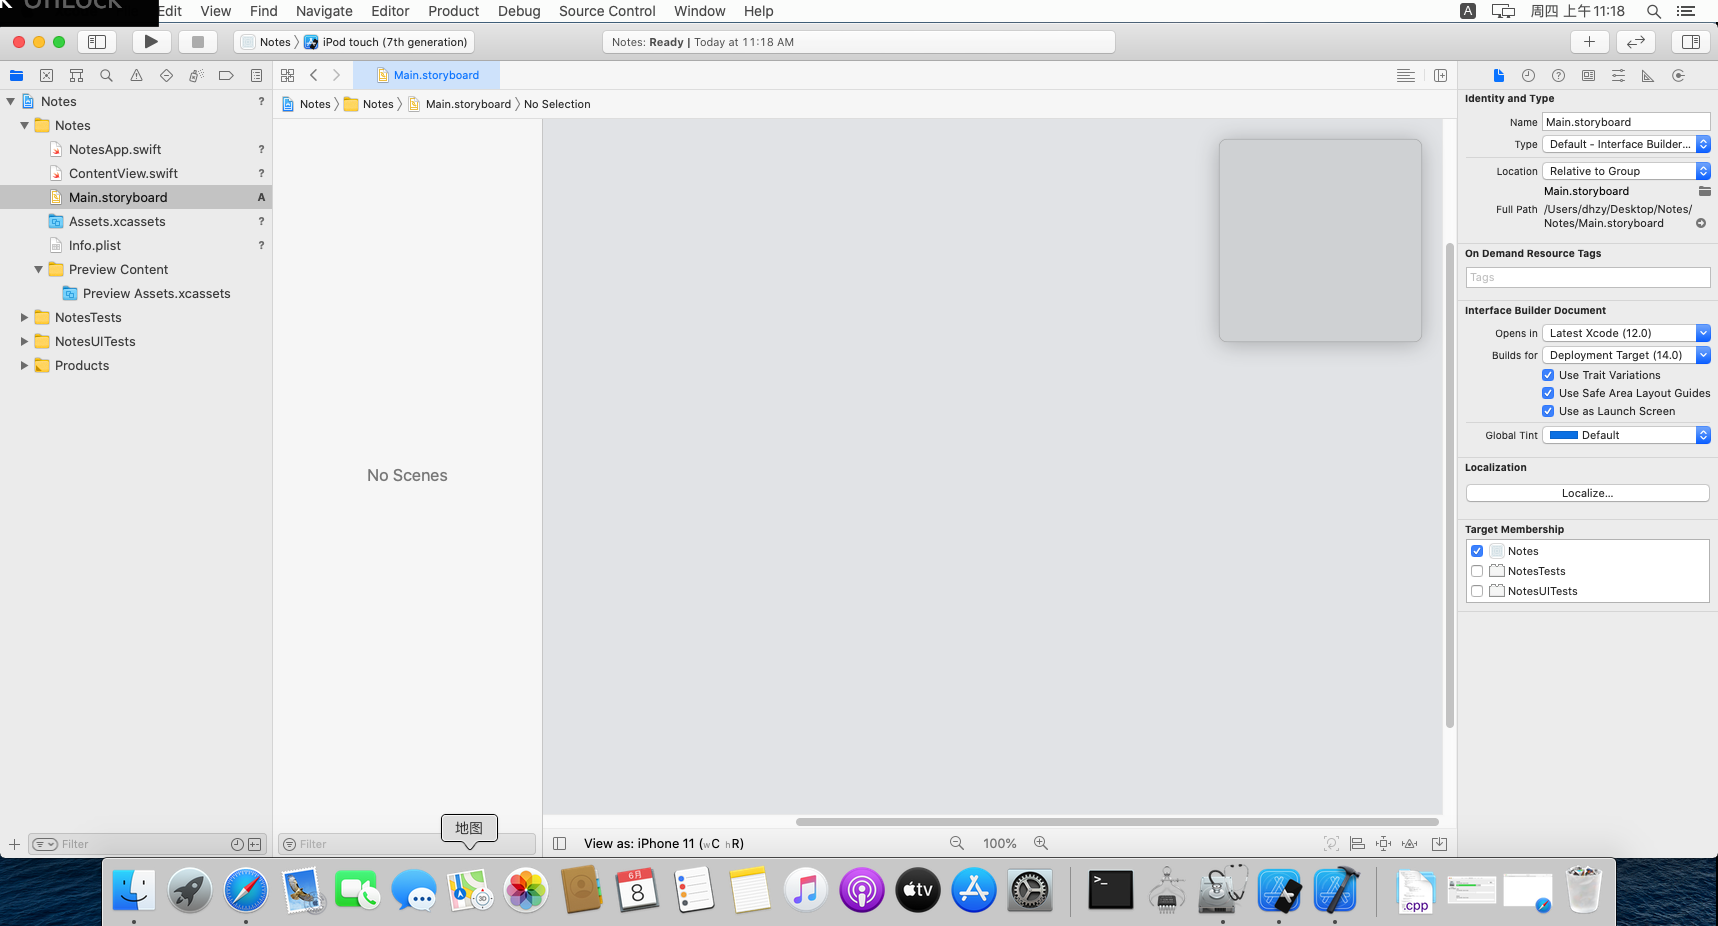 UnLock
Edit View Find Navigate Editor Product Debug Source Control Window Help
A 周四 上午11:18
Notes 〉 iPod touch (7th generation)
Notes: Ready | Today at 11:18 AM
Main.storyboard
Notes 〉 Notes 〉 Main.storyboard 〉 No Selection
Notes ?
Notes
NotesApp.swift ?
ContentView.swift ?
Main.storyboard A
Assets.xcassets ?
Info.plist ?
Preview Content
Preview Assets.xcassets
NotesTests
NotesUITests
Products
No Scenes
Identity and Type
Name Main.storyboard
Type Default - Interface Builder...
Location Relative to Group
Main.storyboard
Full Path /Users/dhzy/Desktop/Notes/
Notes/Main.storyboard
On Demand Resource Tags
Tags
Interface Builder Document
Opens in Latest Xcode (12.0)
Builds for Deployment Target (14.0)
Use Trait Variations
Use Safe Area Layout Guides
Use as Launch Screen
Global Tint Default
Localization
Localize...
Target Membership
Notes
NotesTests
NotesUITests
Filter
Filter
地图
View as: iPhone 11 (wC hR)
100%
6月
8
3D
tv
>_
.cpp